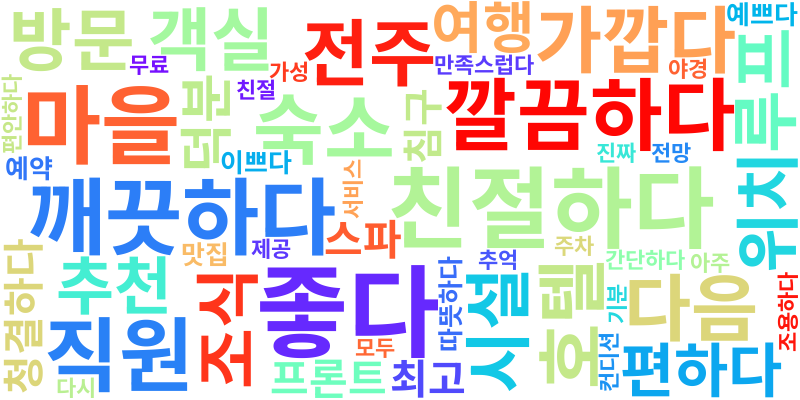 방문
객실
전주
여행
예쁘다
가깝다
무료
가성
친절
만족스럽다
야경
편안하다
마을
덕분
숙소
침구
깔끔하다
루프
예약
이쁘다
진짜
전망
깨끗하다
서비스
친절하다
위치
맛집
제공
스파
추억
주차
간단하다
아주
청결하다
추천
조식
좋다
따뜻하다
시설
호텔
기분
다음
조용하다
직원
모두
다시
프론트
최고
컨디션
편하다